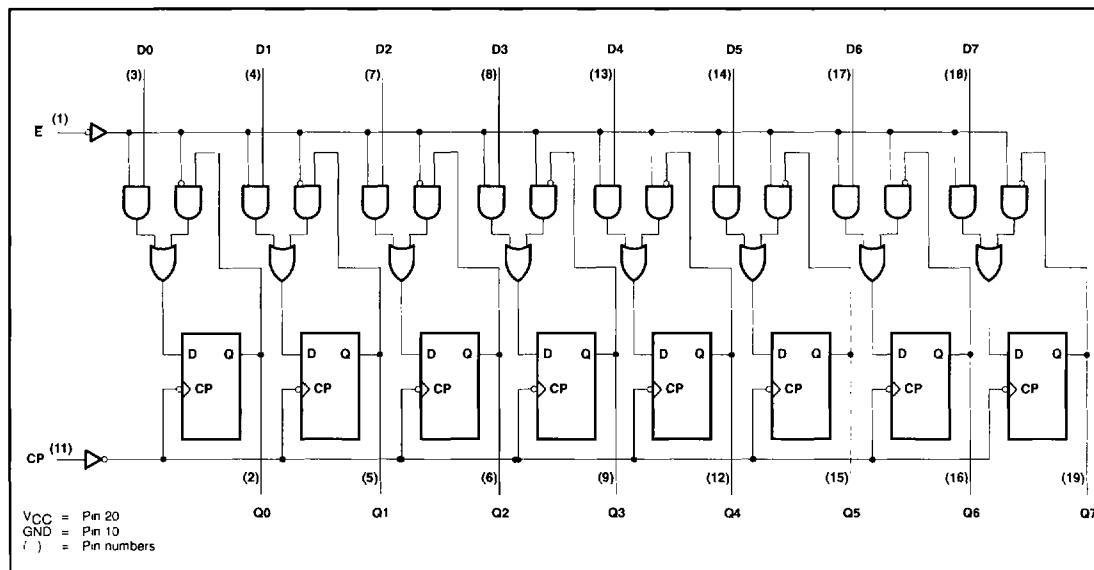 D0 D1 D2 D3 D4 D5 D6 D7
(3) (4) (7) (8) (13) (14) (17) (18)
E̅ (1)
D Q D Q D Q D Q D Q D Q D Q D Q
CP CP CP CP CP CP CP CP
CP (11)
(2) (5) (6) (9) (12) (15) (16) (19)
Q0 Q1 Q2 Q3 Q4 Q5 Q6 Q7
VCC = Pin 20
GND = Pin 10
( ) = Pin numbers